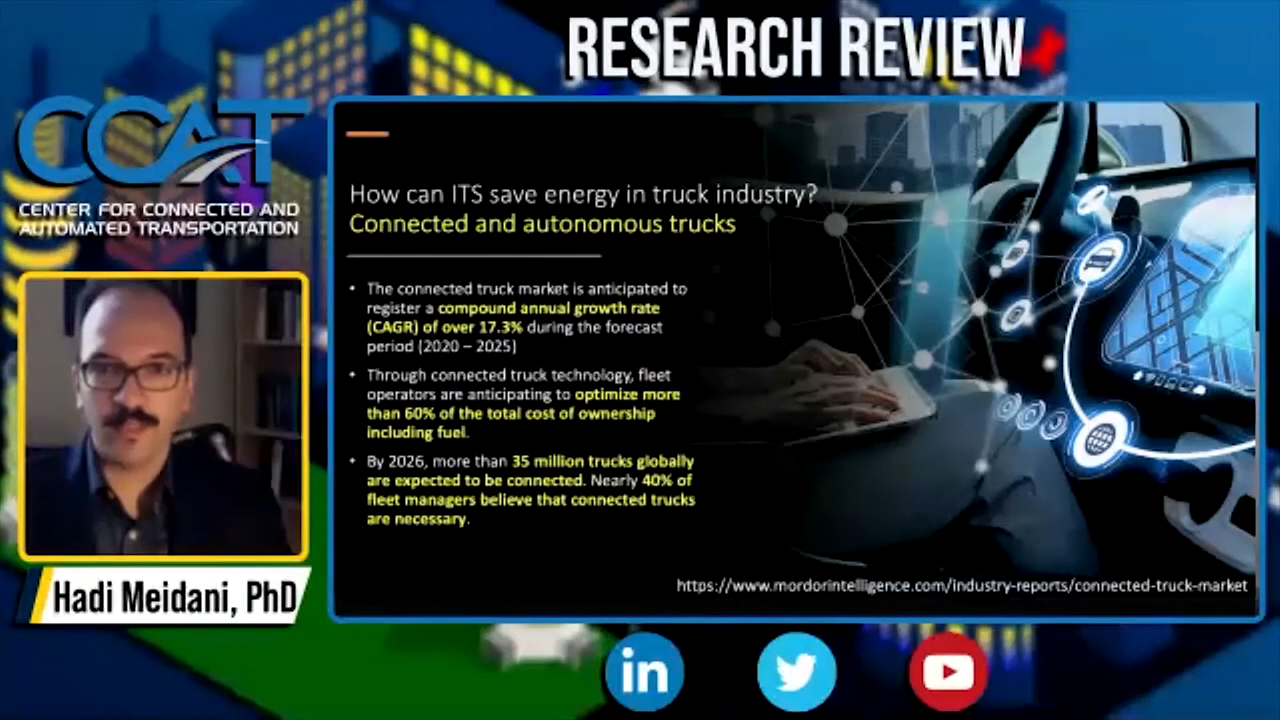 RESEARCH REVIEW
CCAT
CENTER FOR CONNECTED AND
AUTOMATED TRANSPORTATION
How can ITS save energy in truck industry?
Connected and autonomous trucks
• The connected truck market is anticipated to
register a compound annual growth rate
(CAGR) of over 17.3% during the forecast
period (2020 – 2025)
• Through connected truck technology, fleet
operators are anticipating to optimize more
than 60% of the total cost of ownership
including fuel.
• By 2026, more than 35 million trucks globally
are expected to be connected. Nearly 40% of
fleet managers believe that connected trucks
are necessary.
https://www.mordorintelligence.com/industry-reports/connected-truck-market
Hadi Meidani, PhD
in